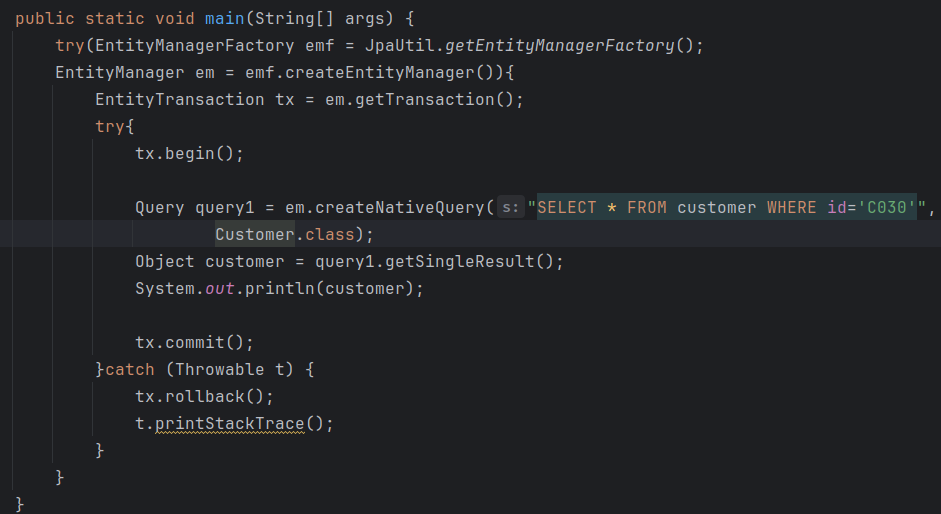 public static void main(String[] args) {
try(EntityManagerFactory emf = JpaUtil.getEntityManagerFactory();
EntityManager em = emf.createEntityManager()){
EntityTransaction tx = em.getTransaction();
try{
tx.begin();
Query query1 = em.createNativeQuery( s: "SELECT * FROM customer WHERE id='C030'",
Customer.class);
Object customer = query1.getSingleResult();
System.out.println(customer);
tx.commit();
}catch (Throwable t) {
tx.rollback();
t.printStackTrace();
}
}
}